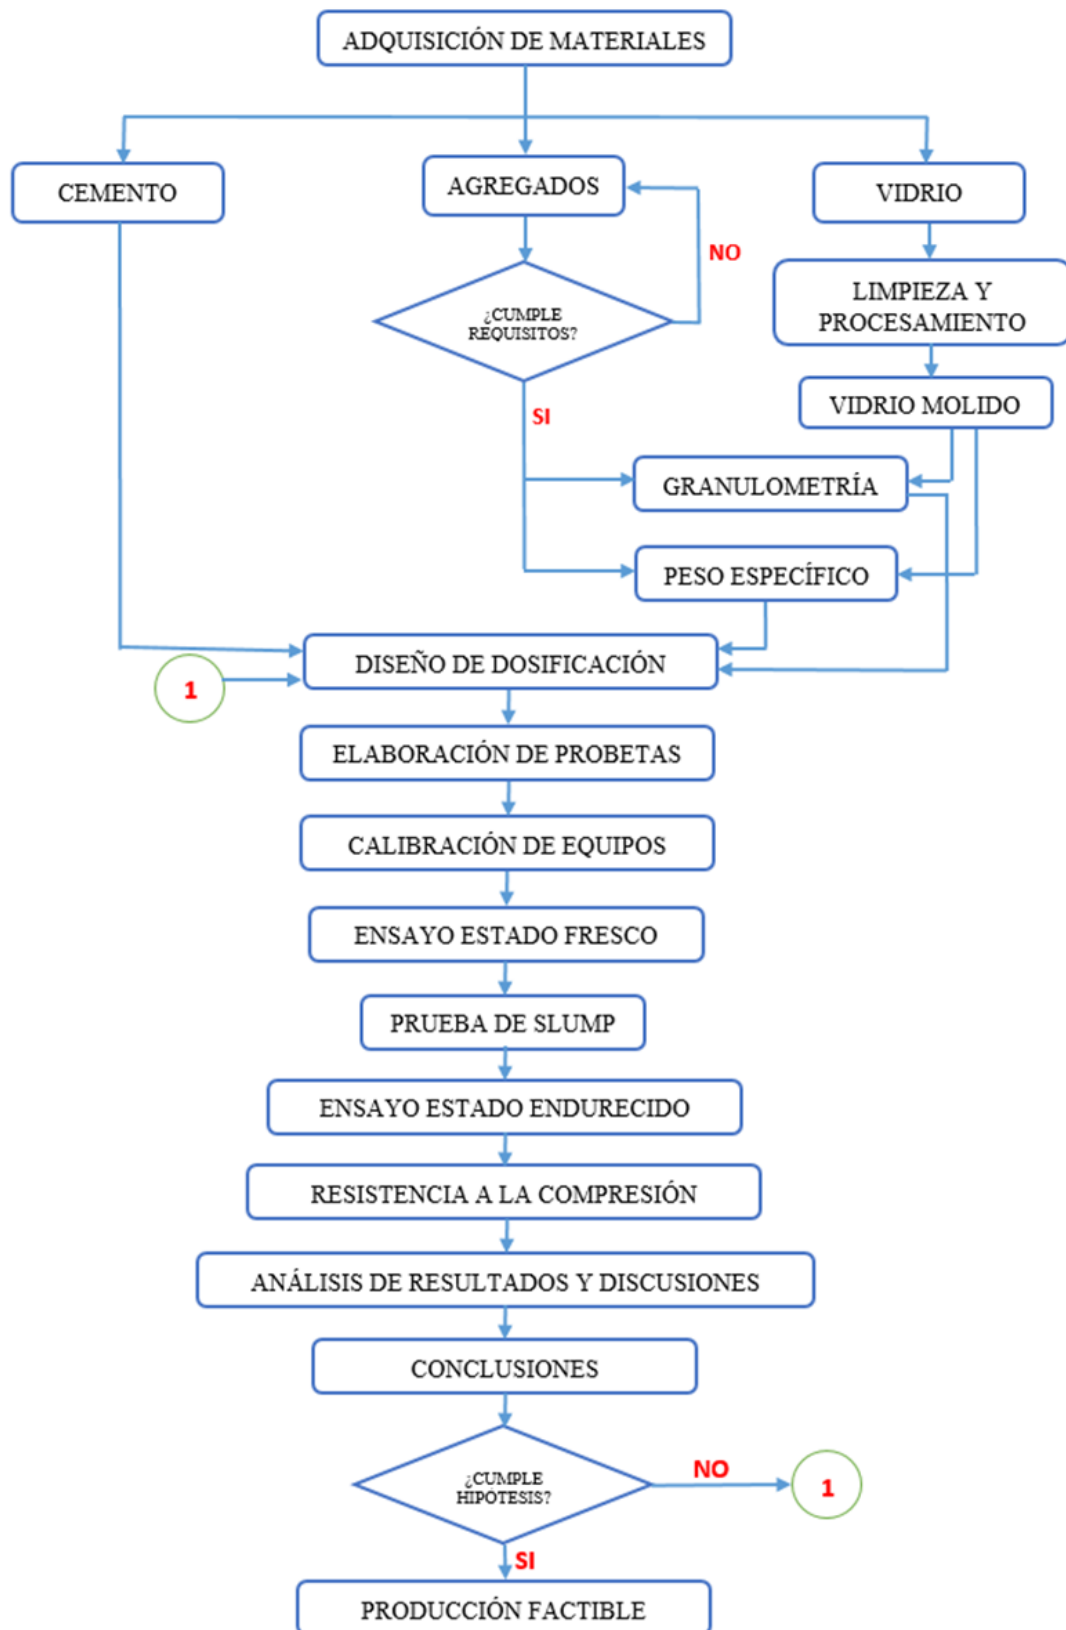 ADQUISICIÓN DE MATERIALES
CEMENTO
AGREGADOS
VIDRIO
NO
¿CUMPLE
REQUISITOS?
LIMPIEZA Y
PROCESAMIENTO
VIDRIO MOLIDO
SI
GRANULOMETRÍA
PESO ESPECÍFICO
DISEÑO DE DOSIFICACIÓN
1
ELABORACIÓN DE PROBETAS
CALIBRACIÓN DE EQUIPOS
ENSAYO ESTADO FRESCO
PRUEBA DE SLUMP
ENSAYO ESTADO ENDURECIDO
RESISTENCIA A LA COMPRESIÓN
ANÁLISIS DE RESULTADOS Y DISCUSIONES
CONCLUSIONES
¿CUMPLE
HIPÓTESIS?
NO
1
SI
PRODUCCIÓN FACTIBLE